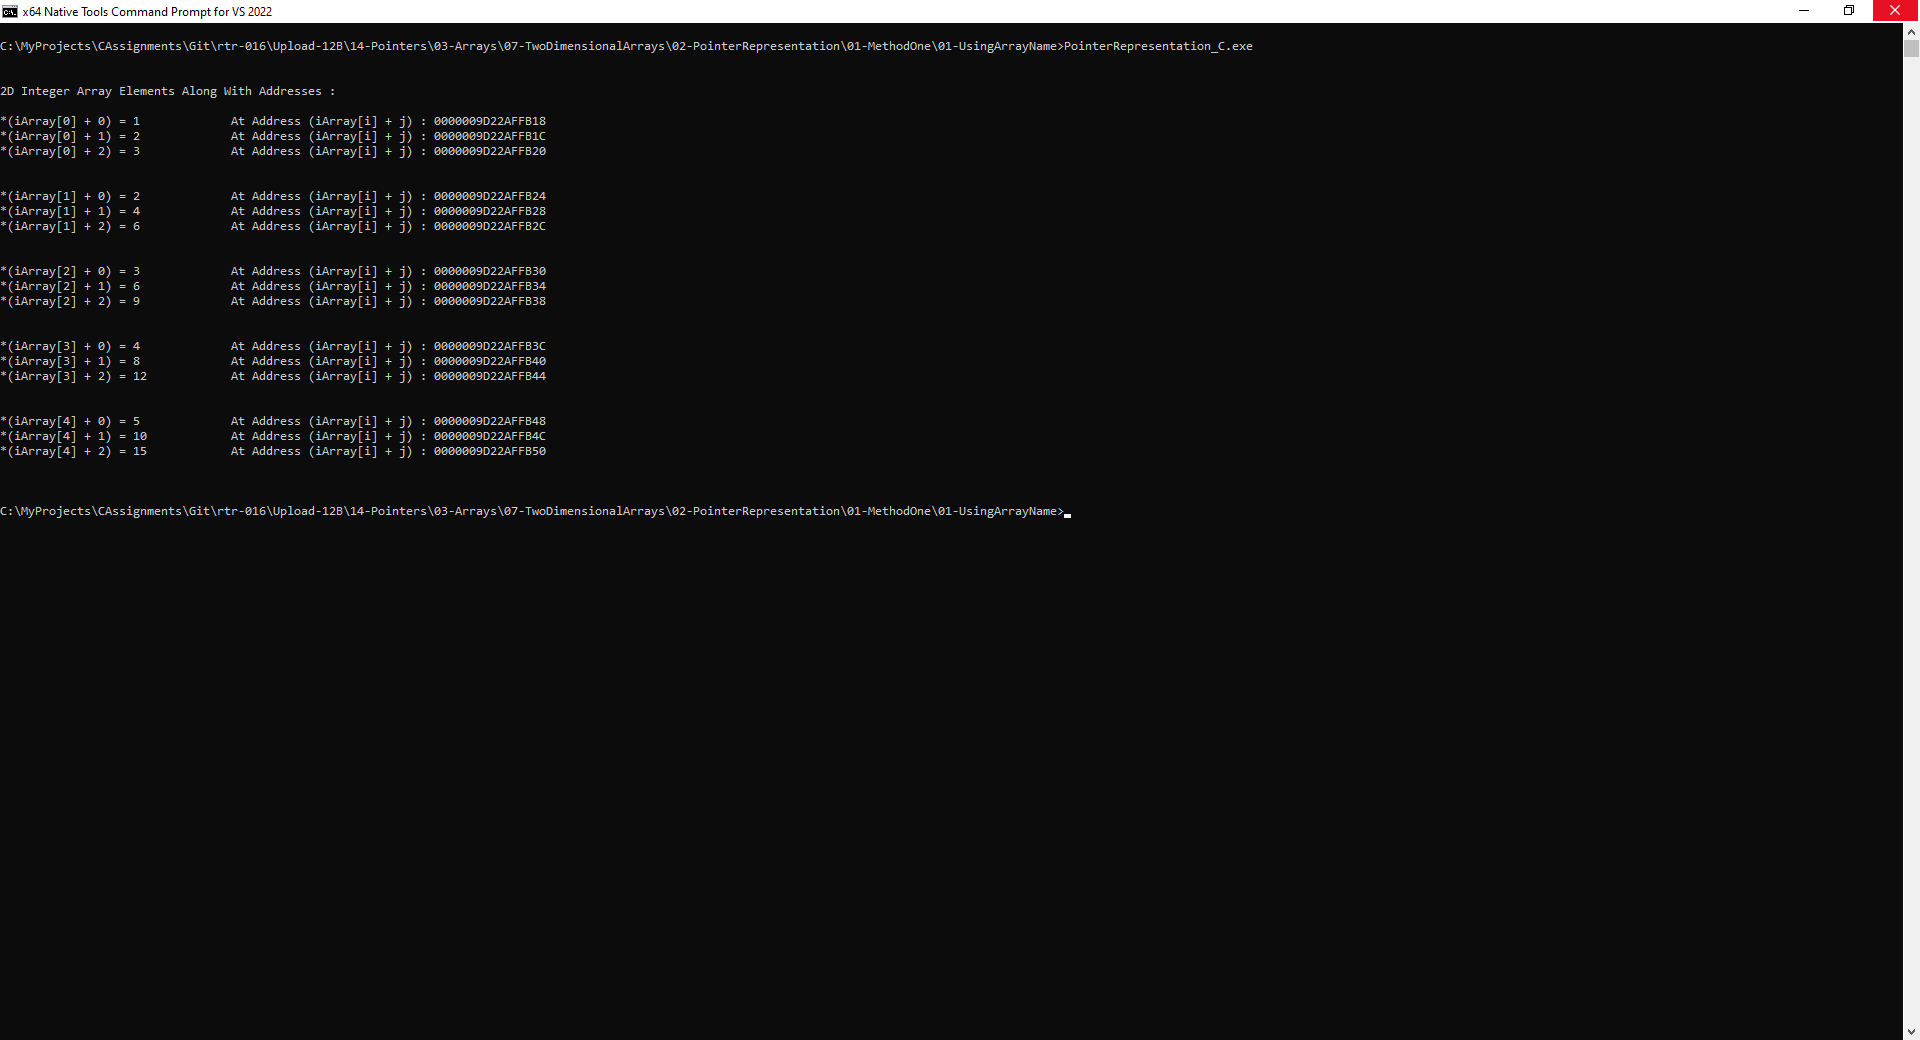 x64 Native Tools Command Prompt for VS 2022
C:\MyProjects\CAssignments\Git\rtr-016\Upload-12B\14-Pointers\03-Arrays\07-TwoDimensionalArrays\02-PointerRepresentation\01-MethodOne\01-UsingArrayName>PointerRepresentation_C.exe
2D Integer Array Elements Along With Addresses :
*(iArray[0] + 0) = 1 At Address (iArray[i] + j) : 0000009D22AFFB18
*(iArray[0] + 1) = 2 At Address (iArray[i] + j) : 0000009D22AFFB1C
*(iArray[0] + 2) = 3 At Address (iArray[i] + j) : 0000009D22AFFB20
*(iArray[1] + 0) = 2 At Address (iArray[i] + j) : 0000009D22AFFB24
*(iArray[1] + 1) = 4 At Address (iArray[i] + j) : 0000009D22AFFB28
*(iArray[1] + 2) = 6 At Address (iArray[i] + j) : 0000009D22AFFB2C
*(iArray[2] + 0) = 3 At Address (iArray[i] + j) : 0000009D22AFFB30
*(iArray[2] + 1) = 6 At Address (iArray[i] + j) : 0000009D22AFFB34
*(iArray[2] + 2) = 9 At Address (iArray[i] + j) : 0000009D22AFFB38
*(iArray[3] + 0) = 4 At Address (iArray[i] + j) : 0000009D22AFFB3C
*(iArray[3] + 1) = 8 At Address (iArray[i] + j) : 0000009D22AFFB40
*(iArray[3] + 2) = 12 At Address (iArray[i] + j) : 0000009D22AFFB44
*(iArray[4] + 0) = 5 At Address (iArray[i] + j) : 0000009D22AFFB48
*(iArray[4] + 1) = 10 At Address (iArray[i] + j) : 0000009D22AFFB4C
*(iArray[4] + 2) = 15 At Address (iArray[i] + j) : 0000009D22AFFB50
C:\MyProjects\CAssignments\Git\rtr-016\Upload-12B\14-Pointers\03-Arrays\07-TwoDimensionalArrays\02-PointerRepresentation\01-MethodOne\01-UsingArrayName>